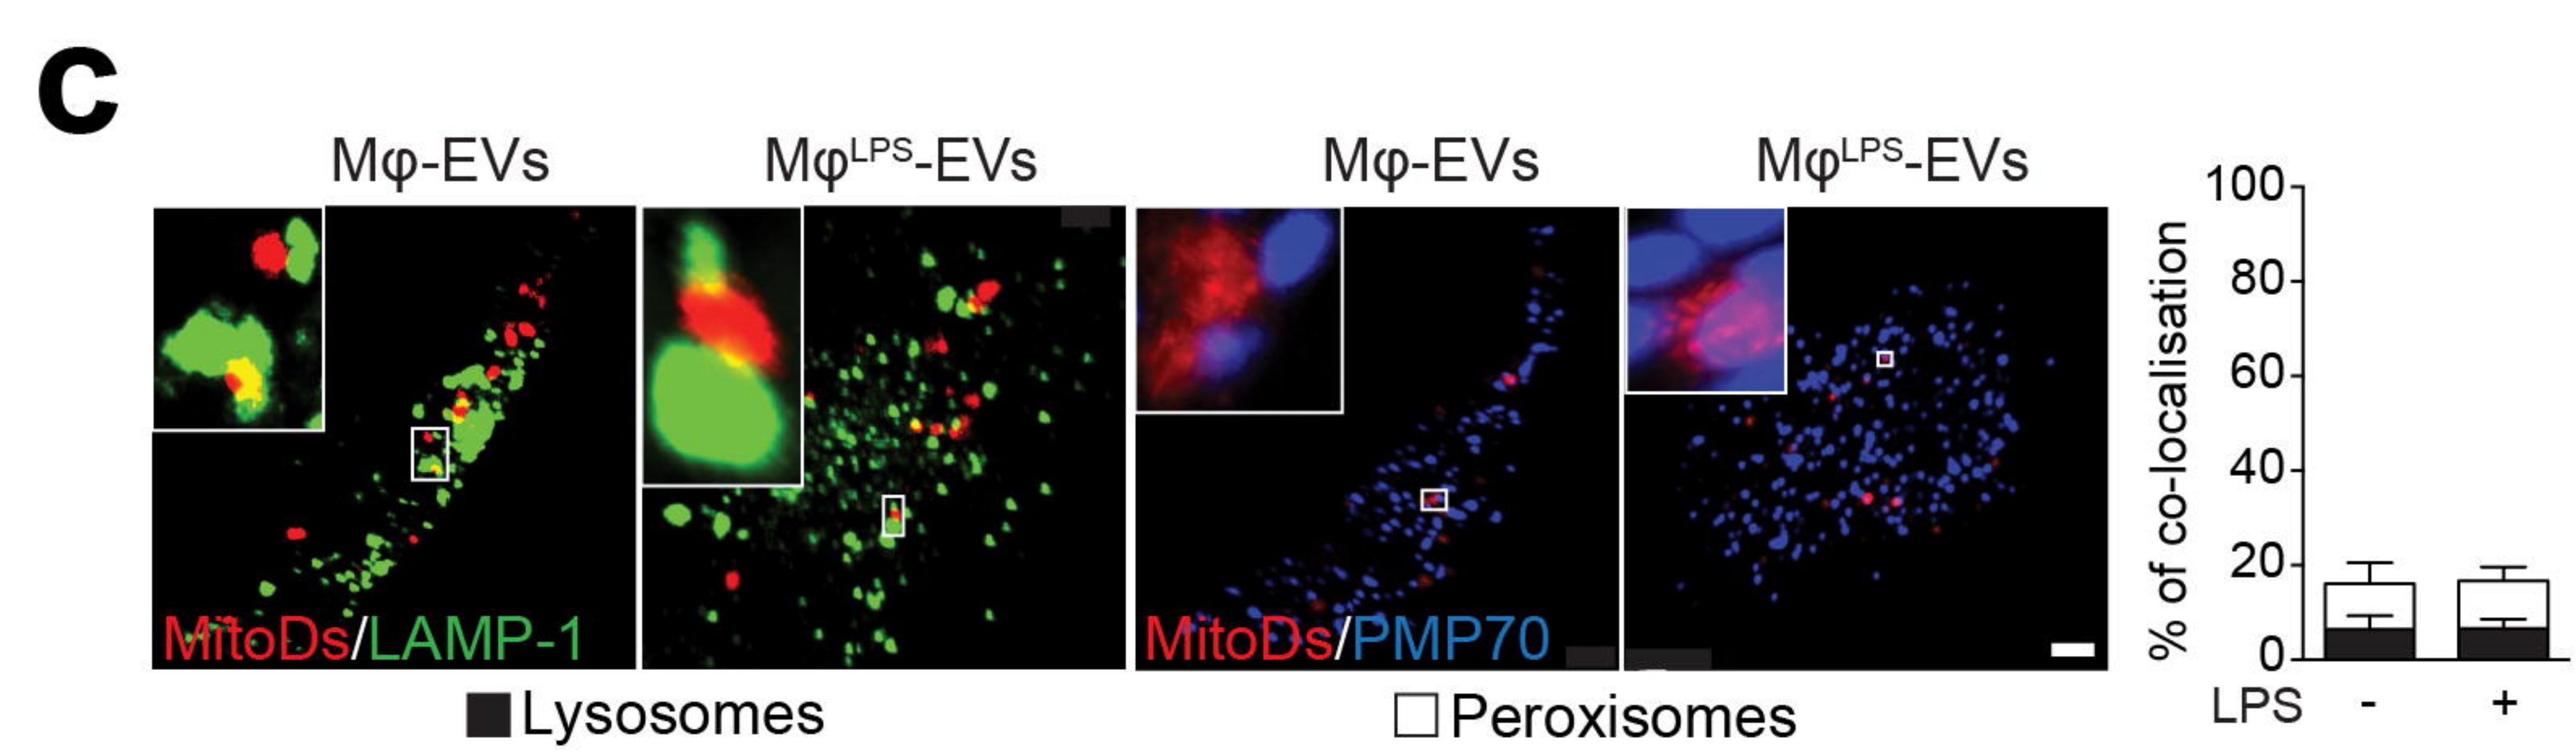 C
Mφ-EVs
Mφᴸᴾˢ-EVs
Mφ-EVs
Mφᴸᴾˢ-EVs
MitoDs/LAMP-1
MitoDs/PMP70
Lysosomes
Peroxisomes
% of co-localisation
100
80
60
40
20
0
LPS - +